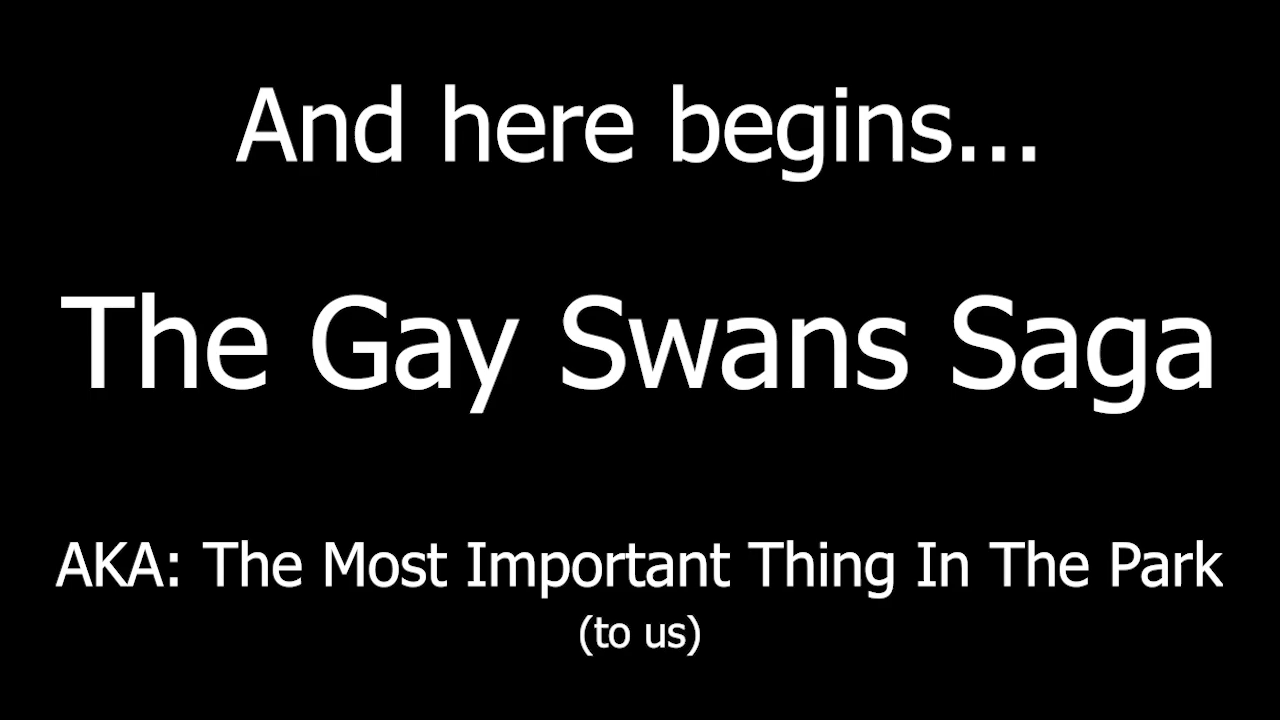 And here begins...
The Gay Swans Saga
AKA: The Most Important Thing In The Park
(to us)